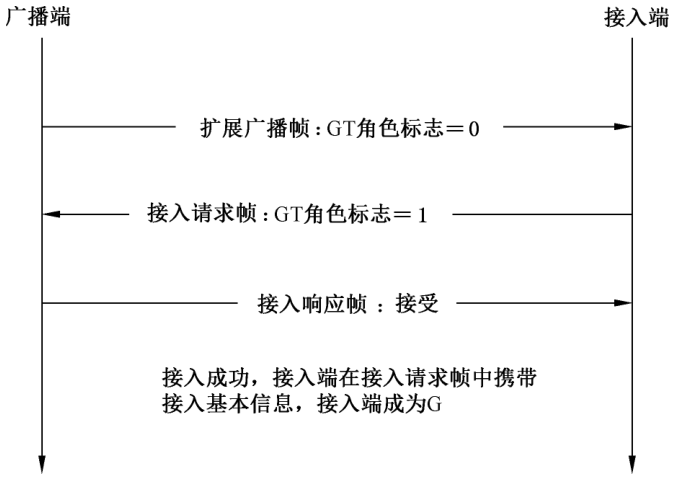 广播端
接入端
扩展广播帧：GT角色标志＝0
接入请求帧：GT角色标志＝1
接入响应帧：接受
接入成功，接入端在接入请求帧中携带
接入基本信息，接入端成为G